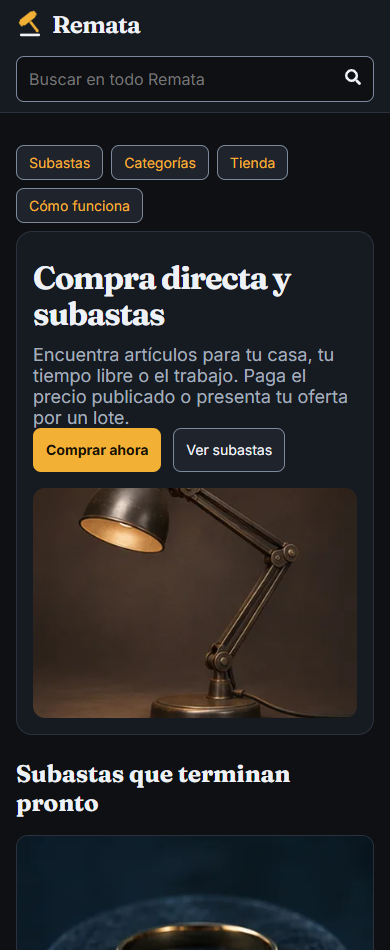 Remata
Buscar en todo Remata
Subastas
Categorías
Tienda
Cómo funciona
Compra directa y
subastas
Encuentra artículos para tu casa, tu
tiempo libre o el trabajo. Paga el
precio publicado o presenta tu oferta
por un lote.
Comprar ahora
Ver subastas
Subastas que terminan
pronto